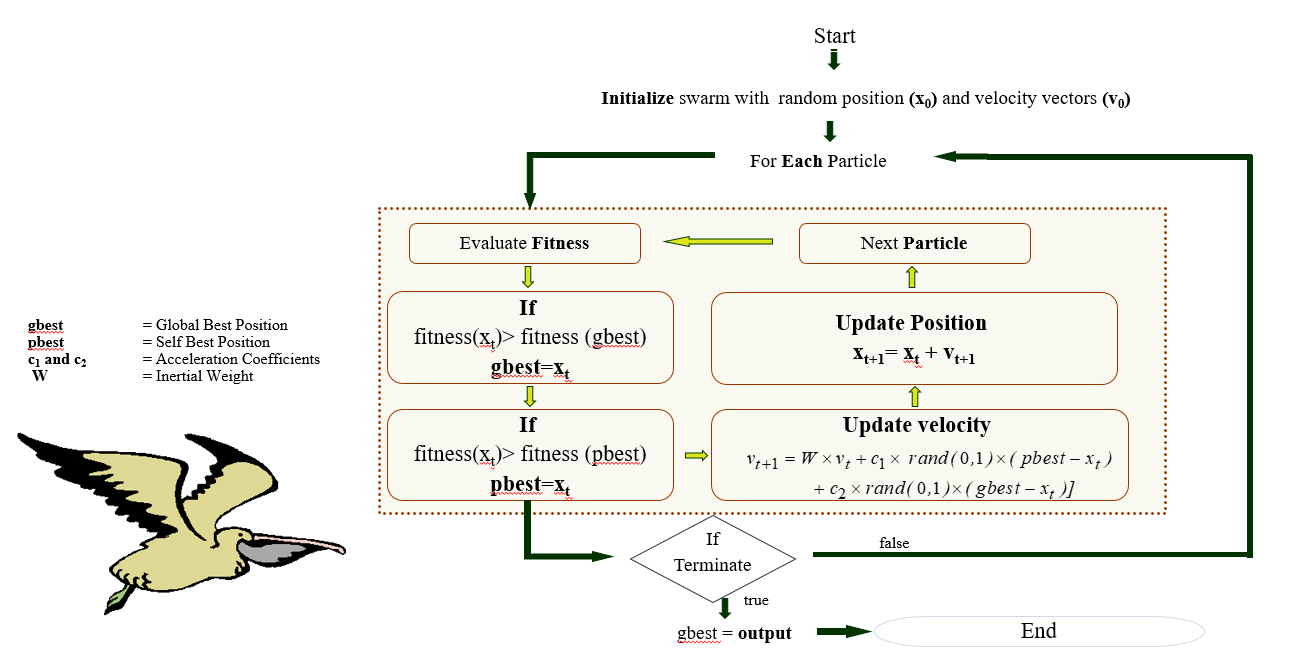 Start
Initialize swarm with random position (x₀) and velocity vectors (v₀)
For Each Particle
Evaluate Fitness
Next Particle
If
fitness(xₜ)> fitness (gbest)
gbest=xₜ
Update Position
xₜ₊₁= xₜ + vₜ₊₁
If
fitness(xₜ)> fitness (pbest)
pbest=xₜ
Update velocity
vₜ₊₁ = W × vₜ + c₁ × rand(0,1)×( pbest − xₜ )
+ c₂ × rand(0,1)×( gbest − xₜ )]
gbest = Global Best Position
pbest = Self Best Position
c₁ and c₂ = Acceleration Coefficients
W = Inertial Weight
If
Terminate
false
true
gbest = output
End